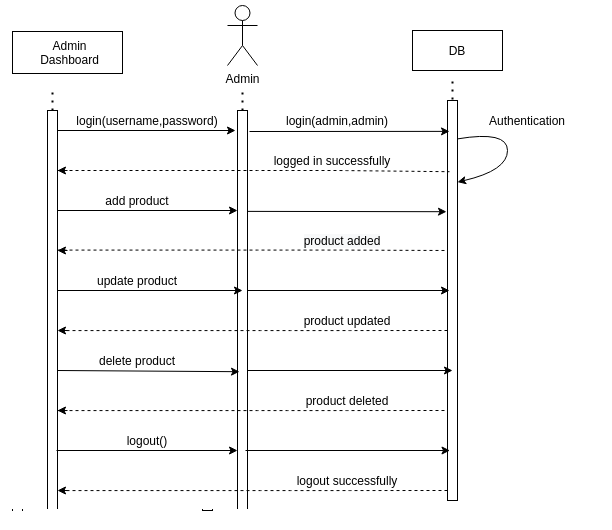 Admin
Dashboard
Admin
DB
login(username,password)
login(admin,admin)
Authentication
logged in successfully
add product
product added
update product
product updated
delete product
product deleted
logout()
logout successfully